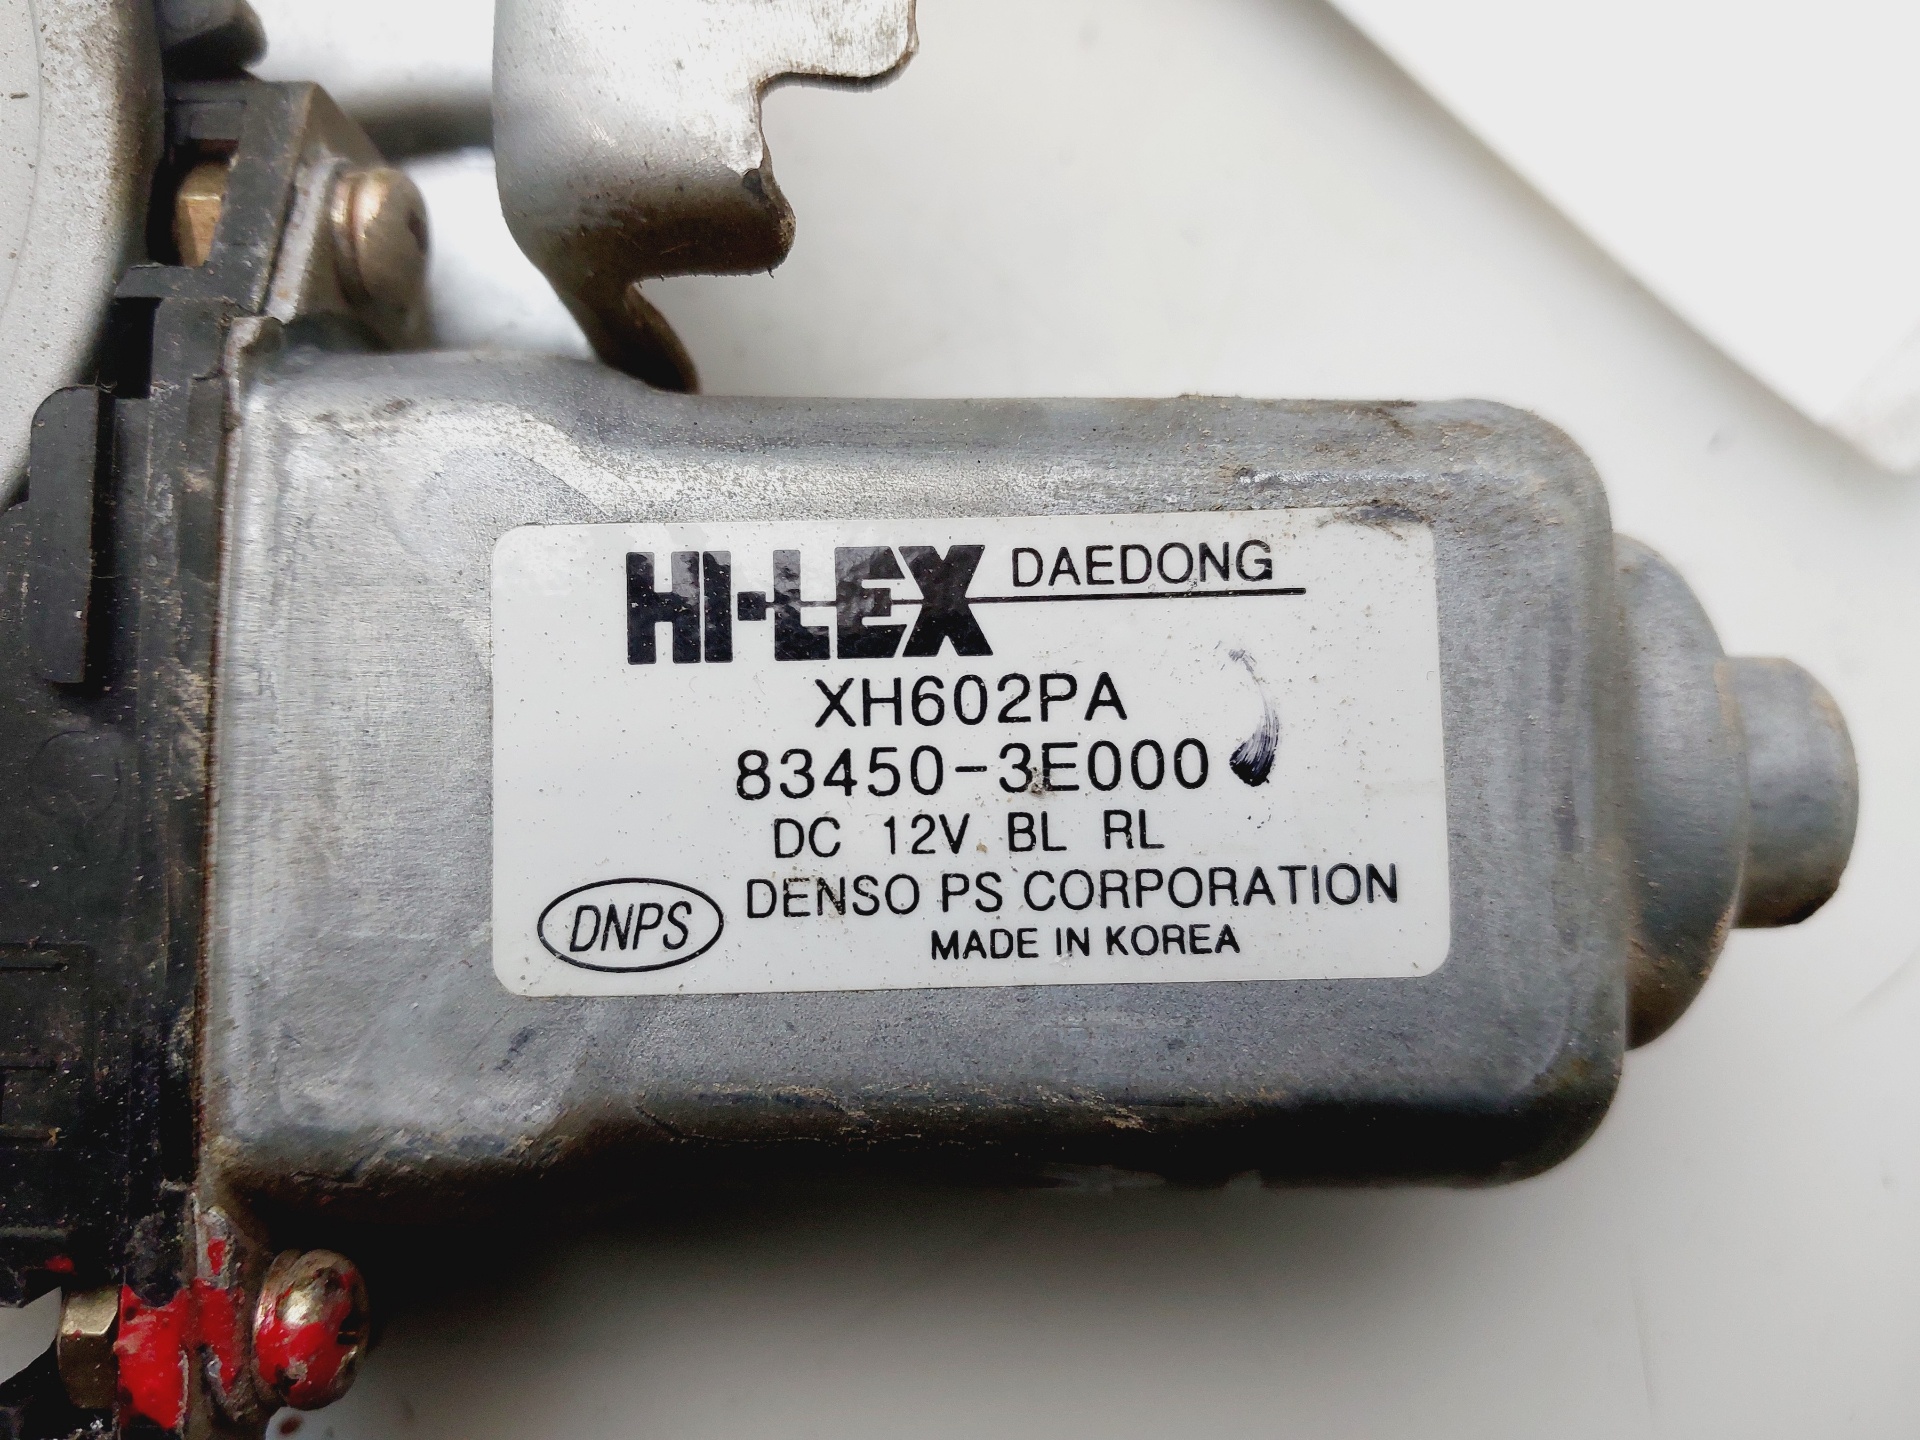 HI-LEX DAEDONG
XH602PA
83450-3E000
DC 12V BL RL
DNPS DENSO PS CORPORATION
MADE IN KOREA